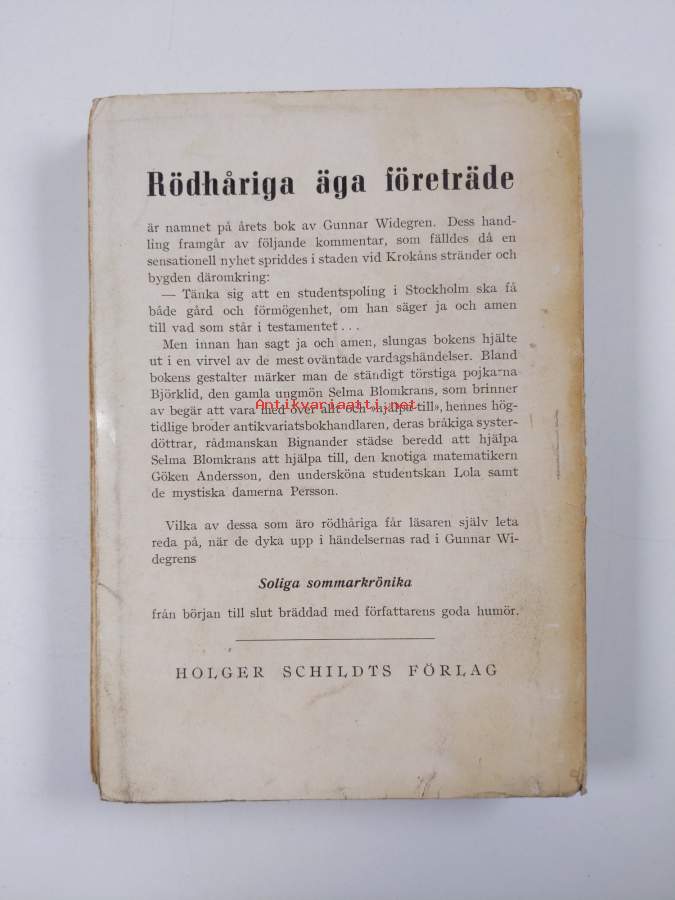 Rödhåriga äga företräde
är namnet på årets bok av Gunnar Widegren. Dess hand-
ling framgår av följande kommentar, som fälldes då en
sensationell nyhet spriddes i staden vid Krokåns stränder och
bygden däromkring:
— Tänka sig att en studentspoling i Stockholm ska få
både gård och förmögenhet, om han säger ja och amen
till vad som står i testamentet . . .
Men innan han sagt ja och amen, slungas bokens hjälte
ut i en virvel av de mest oväntade vardagshändelser. Bland
bokens gestalter märker man de ständigt törstiga pojkarna
Björklid, den gamla ungmön Selma Blomkrans, som brinner
av begär att vara med över allt och »hjälpa till», hennes hög-
Antikvariaatti.net
tidlige broder antikvariatsbokhandlaren, deras bråkiga syster-
döttrar, rådmanskan Bignander städse beredd att hjälpa
Selma Blomkrans att hjälpa till, den knotiga matematikern
Göken Andersson, den undersköna studentskan Lola samt
de mystiska damerna Persson.
Vilka av dessa som äro rödhåriga får läsaren själv leta
reda på, när de dyka upp i händelsernas rad i Gunnar Wi-
degrens
Soliga sommarkrönika
från början till slut bräddad med författarens goda humör.
HOLGER SCHILDTS FÖRLAG